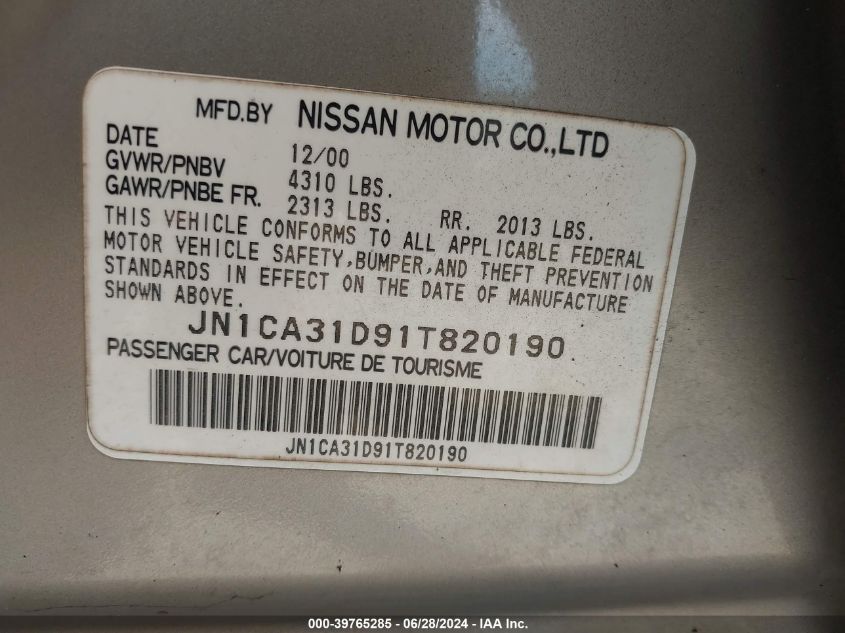 MFD.BY NISSAN MOTOR CO.,LTD
DATE 12/00
GVWR/PNBV 4310 LBS.
GAWR/PNBE FR. 2313 LBS. RR. 2013 LBS.
THIS VEHICLE CONFORMS TO ALL APPLICABLE FEDERAL
MOTOR VEHICLE SAFETY,BUMPER,AND THEFT PREVENTION
STANDARDS IN EFFECT ON THE DATE OF MANUFACTURE
SHOWN ABOVE.
JN1CA31D91T820190
PASSENGER CAR/VOITURE DE TOURISME
JN1CA31D91T820190
000-39765285 - 06/28/2024 - IAA Inc.